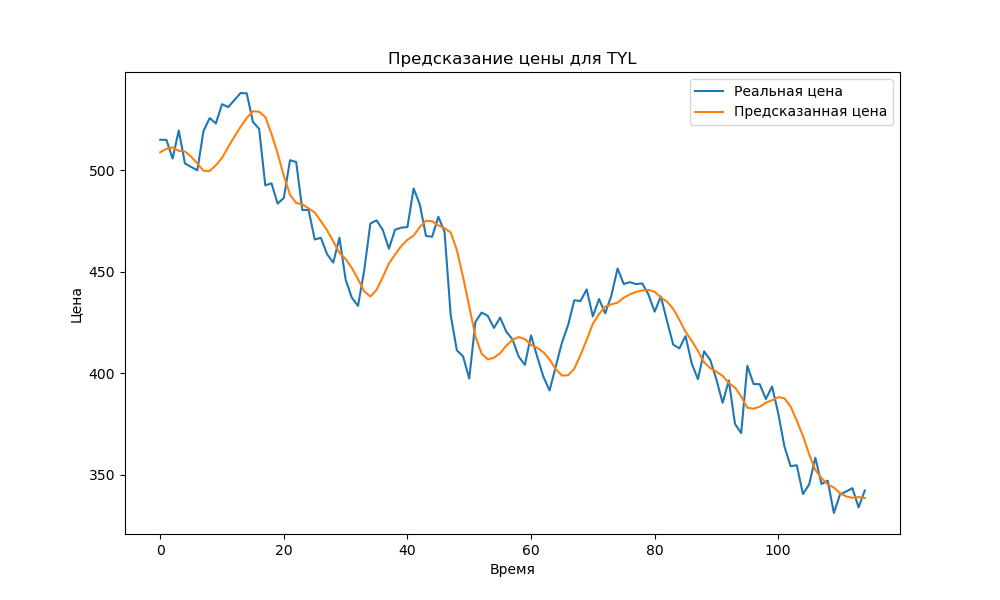 Предсказание цены для TYL
Реальная цена
Предсказанная цена
Цена
500
450
400
350
0 20 40 60 80 100
Время